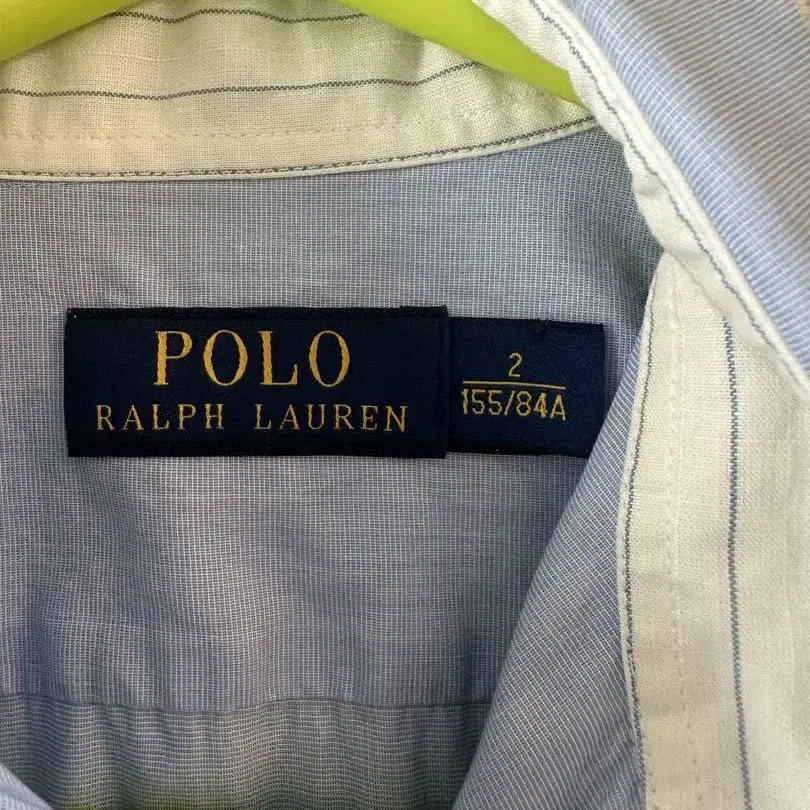 POLO
RALPH LAUREN
2
155/84A